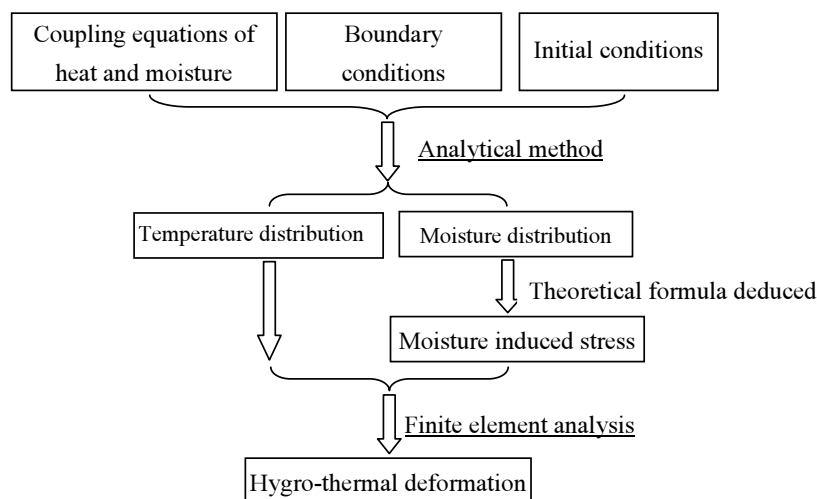 Coupling equations of
heat and moisture
Boundary
conditions
Initial conditions
Analytical method
Temperature distribution
Moisture distribution
Theoretical formula deduced
Moisture induced stress
Finite element analysis
Hygro-thermal deformation